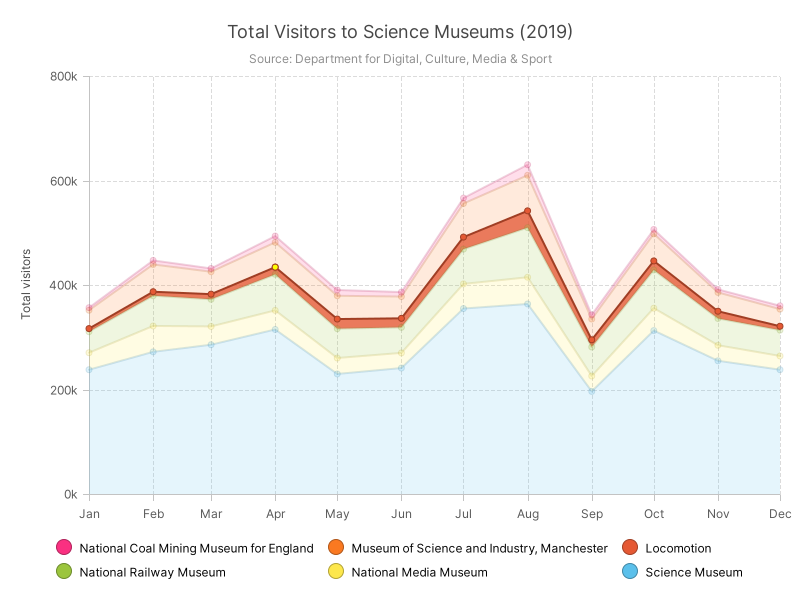 Total Visitors to Science Museums (2019)
Source: Department for Digital, Culture, Media & Sport
Total visitors
800k
600k
400k
200k
0k
Jan Feb Mar Apr May Jun Jul Aug Sep Oct Nov Dec
National Coal Mining Museum for England Museum of Science and Industry, Manchester Locomotion
National Railway Museum National Media Museum Science Museum